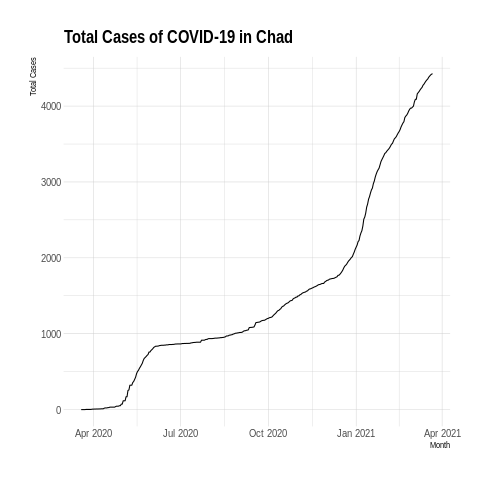 Total Cases of COVID-19 in Chad
Total Cases
4000
3000
2000
1000
0
Apr 2020 Jul 2020 Oct 2020 Jan 2021 Apr 2021
Month